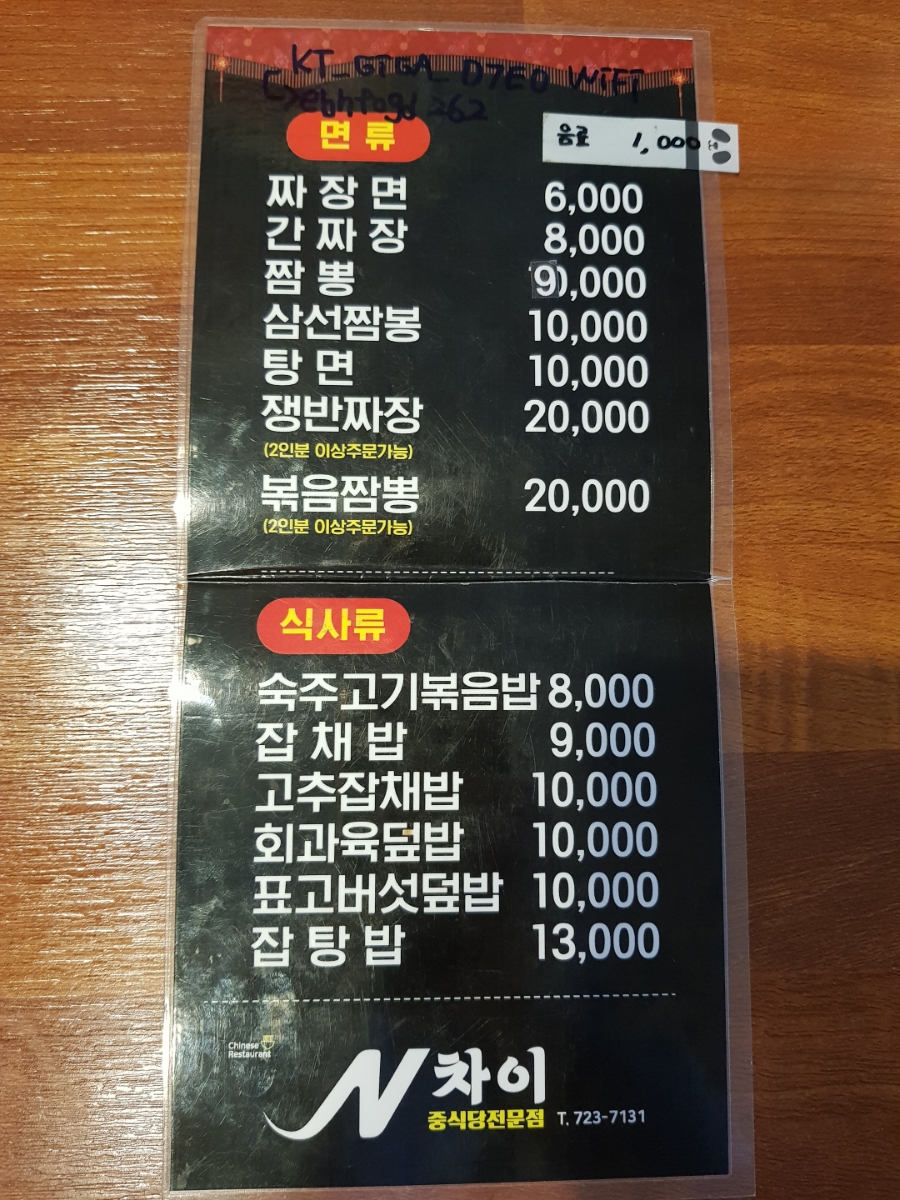 KT_GIGA_D7E0 WIFI
면류
음료 1,000
짜장면 6,000
간짜장 8,000
짬뽕 9,000
삼선짬봉 10,000
탕면 10,000
쟁반짜장 20,000
(2인분 이상주문가능)
볶음짬뽕 20,000
(2인분 이상주문가능)
식사류
숙주고기볶음밥 8,000
잡채밥 9,000
고추잡채밥 10,000
회과육덮밥 10,000
표고버섯덮밥 10,000
잡탕밥 13,000
Chinese
Restaurant
N차이
중식당전문점 T. 723-7131